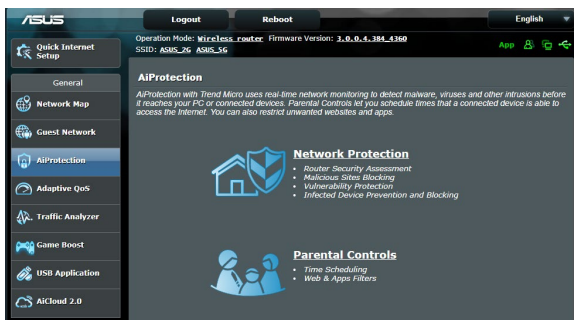 ASUS
Logout
Reboot
English
Quick Internet
Setup
Operation Mode: Wireless router Firmware Version: 3.0.0.4.384_4360
SSID: ASUS_2G ASUS_5G
App
General
Network Map
Guest Network
AiProtection
Adaptive QoS
Traffic Analyzer
Game Boost
USB Application
AiCloud 2.0
AiProtection
AiProtection with Trend Micro uses real-time network monitoring to detect malware, viruses and other intrusions before
it reaches your PC or connected devices. Parental Controls let you schedule times that a connected device is able to
access the Internet. You can also restrict unwanted websites and apps.
Network Protection
• Router Security Assessment
• Malicious Sites Blocking
• Vulnerability Protection
• Infected Device Prevention and Blocking
Parental Controls
• Time Scheduling
• Web & Apps Filters